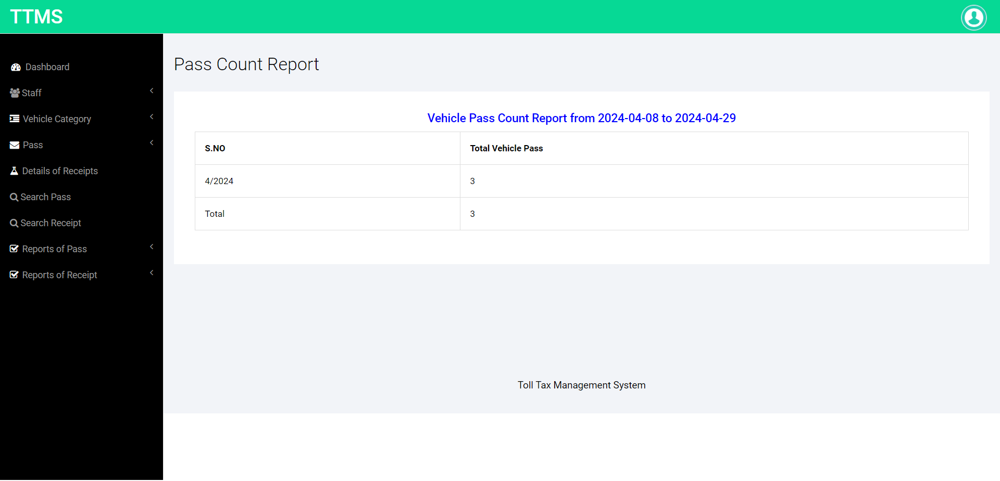 TTMS
Dashboard
Staff
Vehicle Category
Pass
Details of Receipts
Search Pass
Search Receipt
Reports of Pass
Reports of Receipt
Pass Count Report
Vehicle Pass Count Report from 2024-04-08 to 2024-04-29
S.NO Total Vehicle Pass
4/2024 3
Total 3
Toll Tax Management System